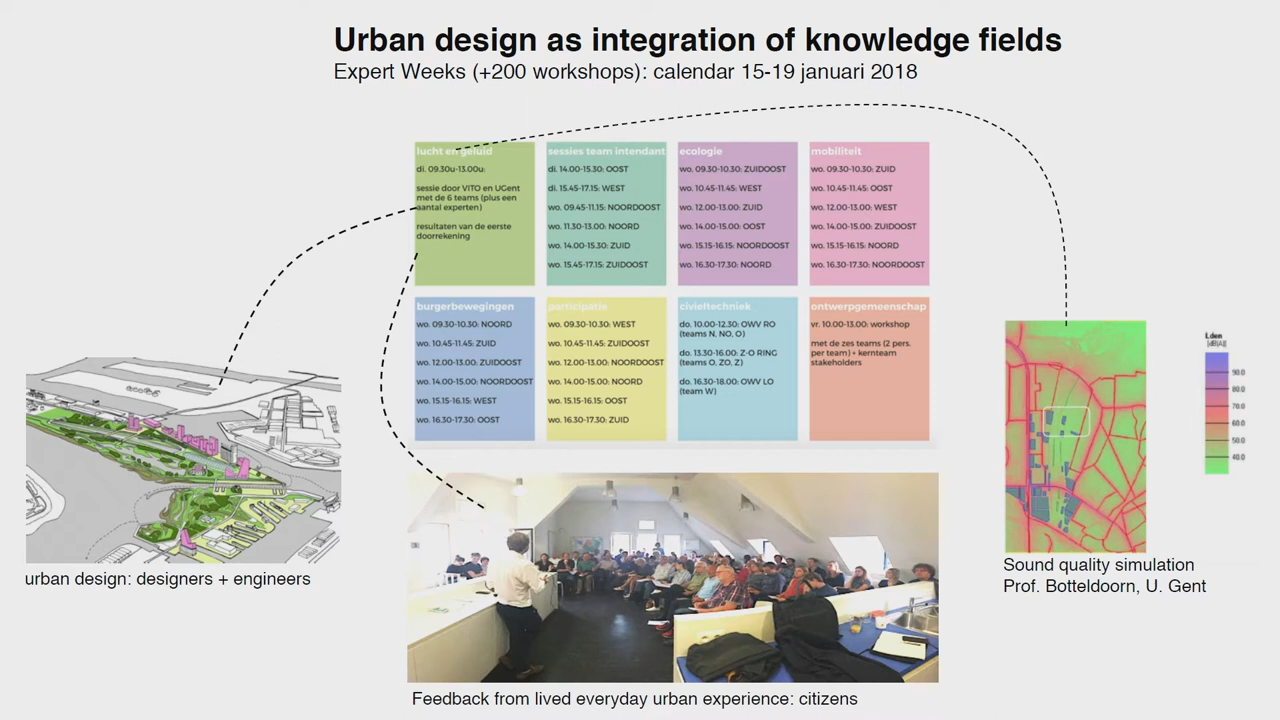 Urban design as integration of knowledge fields
Expert Weeks (+200 workshops): calendar 15-19 januari 2018
lucht en geluid
di. 09.30u-13.00u:
sessie door VITO en UGent
met de 6 teams (plus een
aantal experten)
resultaten van de eerste
doorrekening
sessies team intendant
di. 14.00-15.30: OOST
di. 15.45-17.15: WEST
wo. 09.45-11.15: NOORDOOST
wo. 11.30-13.00: NOORD
wo. 14.00-15.30: ZUID
wo. 15.45-17.15: ZUIDOOST
ecologie
wo. 09.30-10.30: ZUIDOOST
wo. 10.45-11.45: WEST
wo. 12.00-13.00: ZUID
wo. 14.00-15.00: OOST
wo. 15.15-16.15: NOORDOOST
wo. 16.30-17.30: NOORD
mobiliteit
wo. 09.30-10.30: ZUID
wo. 10.45-11.45: OOST
wo. 12.00-13.00: WEST
wo. 14.00-15.00: ZUIDOOST
wo. 15.15-16.15: NOORD
wo. 16.30-17.30: NOORDOOST
burgerbewegingen
wo. 09.30-10.30: NOORD
wo. 10.45-11.45: ZUID
wo. 12.00-13.00: ZUIDOOST
wo. 14.00-15.00: NOORDOOST
wo. 15.15-16.15: WEST
wo. 16.30-17.30: OOST
participatie
wo. 09.30-10.30: WEST
wo. 10.45-11.45: ZUIDOOST
wo. 12.00-13.00: NOORDOOST
wo. 14.00-15.00: NOORD
wo. 15.15-16.15: OOST
wo. 16.30-17.30: ZUID
civieltechniek
do. 10.00-12.30: OWV RO
(teams N, NO, O)
do. 13.30-16.00: Z-O RING
(teams O, ZO, Z)
do. 16.30-18.00: OWV LO
(team W)
ontwerpgemeenschap
vr. 10.00-13.00: workshop
met de zes teams (2 pers.
per team) + kernteam
stakeholders
Lden
[dB(A)]
90.0
80.0
70.0
60.0
50.0
40.0
urban design: designers + engineers
Sound quality simulation
Prof. Botteldoorn, U. Gent
Feedback from lived everyday urban experience: citizens